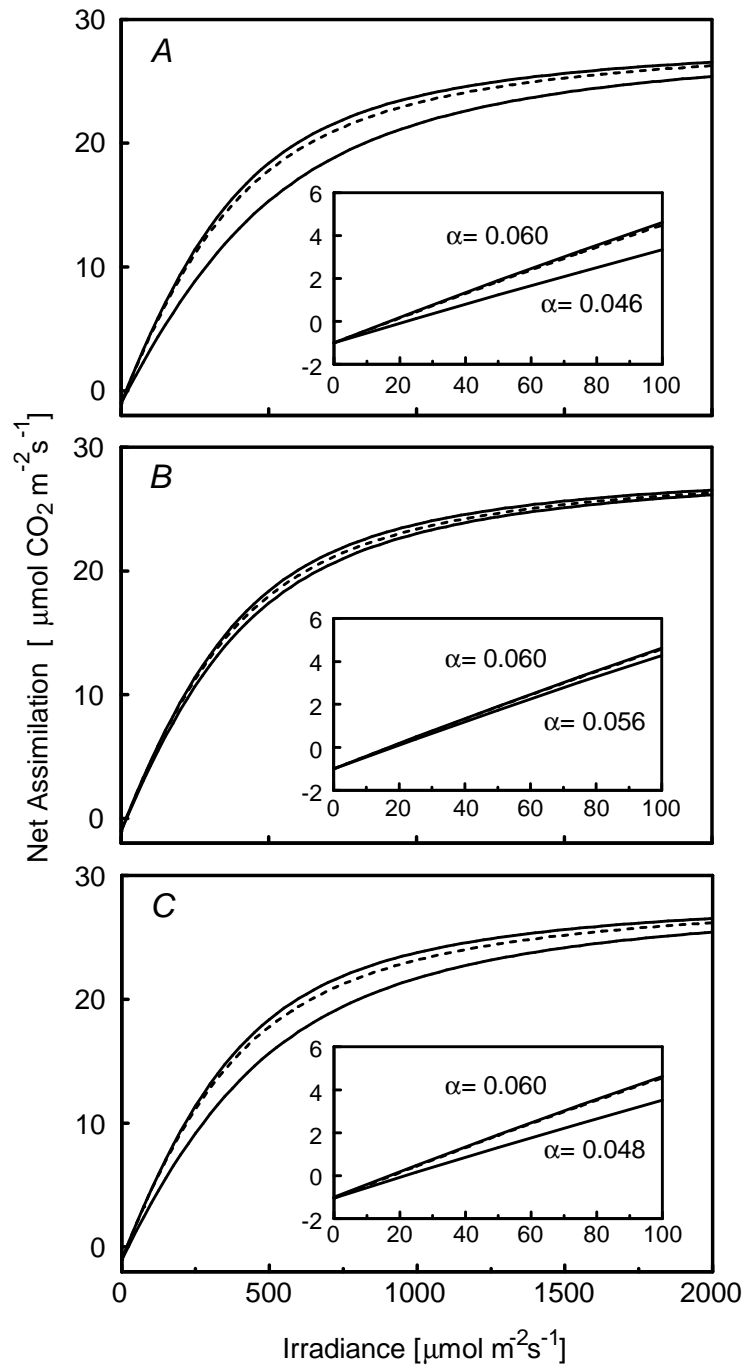 A
30
20
10
0
6
4
2
0
-2
α= 0.060
α= 0.046
0 20 40 60 80 100
B
30
20
10
0
6
4
2
0
-2
α= 0.060
α= 0.056
0 20 40 60 80 100
C
30
20
10
0
6
4
2
0
-2
α= 0.060
α= 0.048
0 20 40 60 80 100
0 500 1000 1500 2000
Net Assimilation [ μmol CO₂ m⁻²s⁻¹]
Irradiance [μmol m⁻²s⁻¹]